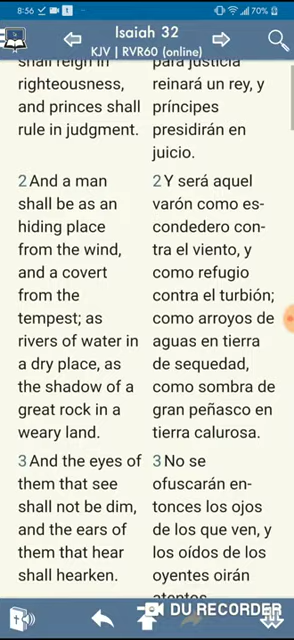 8:56
70%
Isaiah 32
KJV | RVR60 (online)
shall reign in
righteousness,
and princes shall
rule in judgment.
2 And a man
shall be as an
hiding place
from the wind,
and a covert
from the
tempest; as
rivers of water in
a dry place, as
the shadow of a
great rock in a
weary land.
3 And the eyes of
them that see
shall not be dim,
and the ears of
them that hear
shall hearken.
para justicia
reinará un rey, y
príncipes
presidirán en
juicio.
2 Y será aquel
varón como es-
condedero con-
tra el viento, y
como refugio
contra el turbión;
como arroyos de
aguas en tierra
de sequedad,
como sombra de
gran peñasco en
tierra calurosa.
3 No se
ofuscarán en-
tonces los ojos
de los que ven, y
los oídos de los
oyentes oirán
atentos
DU RECORDER